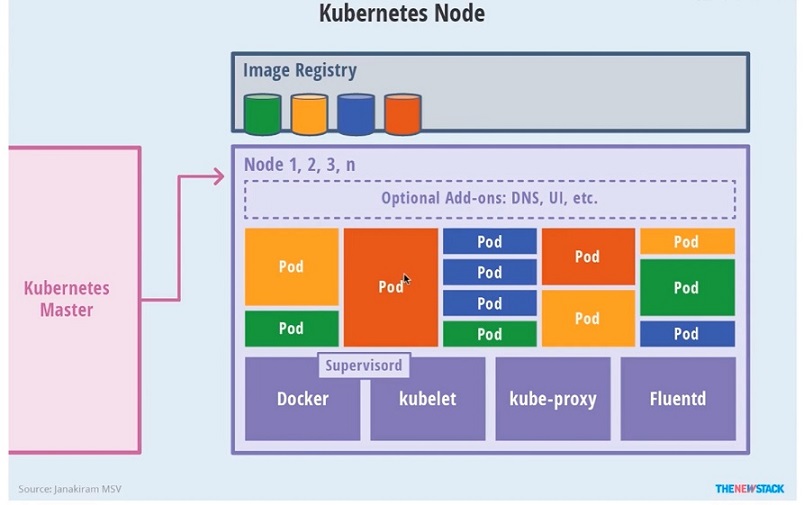 Kubernetes Node
Image Registry
Node 1, 2, 3, n
Optional Add-ons: DNS, UI, etc.
Kubernetes
Master
Pod
Pod
Pod
Pod
Pod
Pod
Pod
Pod
Pod
Pod
Pod
Pod
Supervisord
Docker
kubelet
kube-proxy
Fluentd
Source: Janakiram MSV
THENEWSTACK